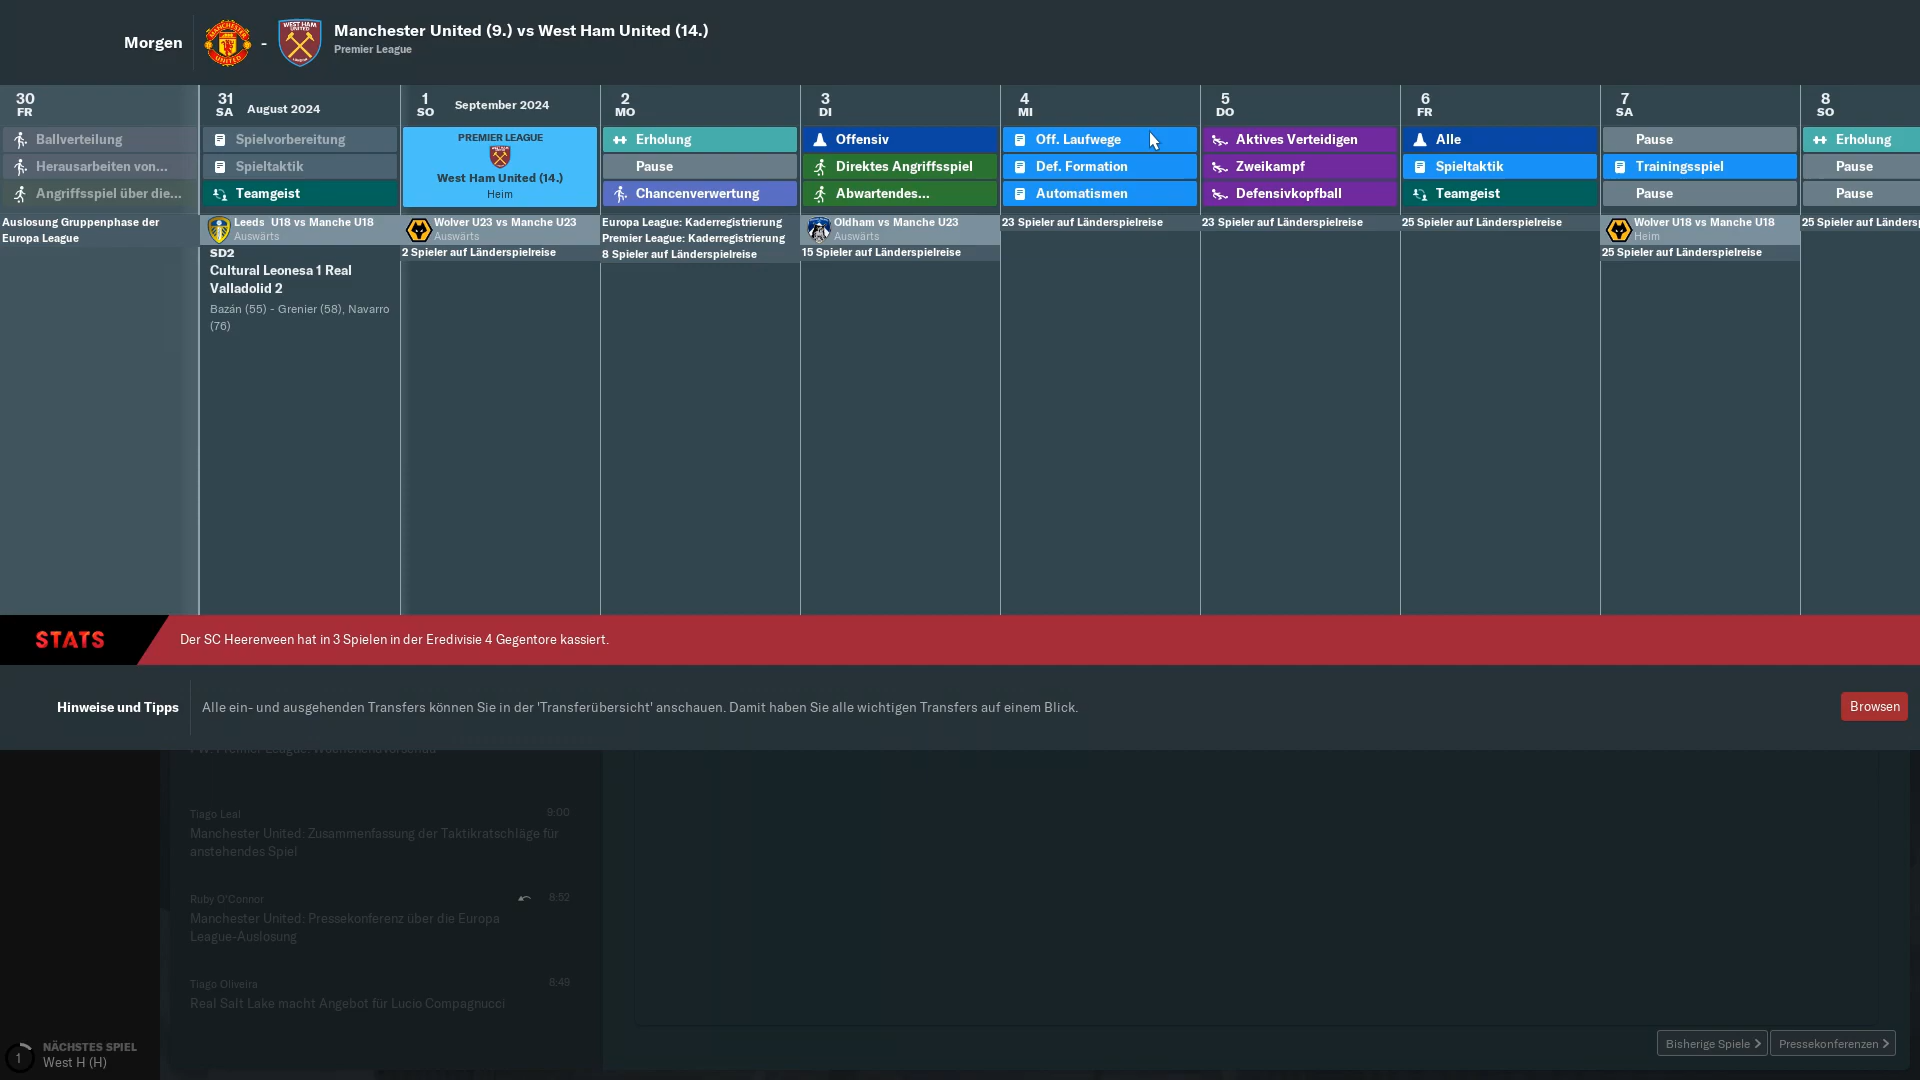 Morgen
-
Manchester United (9.) vs West Ham United (14.)
Premier League
30
FR
31
SA
August 2024
1
SO
September 2024
2
MO
3
DI
4
MI
5
DO
6
FR
7
SA
8
SO
Ballverteilung
Herausarbeiten von...
Angriffsspiel über die...
Auslosung Gruppenphase der
Europa League
Spielvorbereitung
Spieltaktik
Teamgeist
Leeds U18 vs Manche U18
Auswärts
SD2
Cultural Leonesa 1 Real
Valladolid 2
Bazán (55) - Grenier (58), Navarro
(76)
PREMIER LEAGUE
West Ham United (14.)
Heim
Wolver U23 vs Manche U23
Auswärts
2 Spieler auf Länderspielreise
Erholung
Pause
Chancenverwertung
Europa League: Kaderregistrierung
Premier League: Kaderregistrierung
8 Spieler auf Länderspielreise
Offensiv
Direktes Angriffsspiel
Abwartendes...
Oldham vs Manche U23
Auswärts
15 Spieler auf Länderspielreise
Off. Laufwege
Def. Formation
Automatismen
23 Spieler auf Länderspielreise
Aktives Verteidigen
Zweikampf
Defensivkopfball
23 Spieler auf Länderspielreise
Alle
Spieltaktik
Teamgeist
25 Spieler auf Länderspielreise
Pause
Trainingsspiel
Pause
Wolver U18 vs Manche U18
Heim
25 Spieler auf Länderspielreise
Erholung
Pause
Pause
25 Spieler auf Länders
STATS
Der SC Heerenveen hat in 3 Spielen in der Eredivisie 4 Gegentore kassiert.
Hinweise und Tipps
Alle ein- und ausgehenden Transfers können Sie in der 'Transferübersicht' anschauen. Damit haben Sie alle wichtigen Transfers auf einem Blick.
Browsen
Tiago Leal
9:00
Manchester United: Zusammenfassung der Taktikratschläge für
anstehendes Spiel
Ruby O'Connor
8:52
Manchester United: Pressekonferenz über die Europa
League-Auslosung
Tiago Oliveira
6:49
Real Salt Lake macht Angebot für Lucio Compagnucci
1
NÄCHSTES SPIEL
West H (H)
Bisherige Spiele
Pressekonferenzen